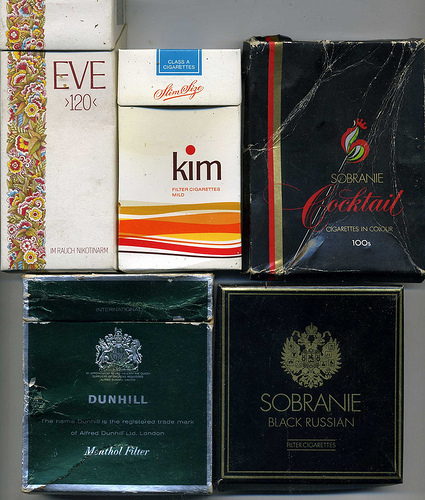 EVE
›120‹
IM RAUCH NIKOTINARM
CLASS A
CIGARETTES
Slim Size
kim
FILTER CIGARETTES
MILD
SOBRANIE
Cocktail
CIGARETTES IN COLOUR
100s
INTERNATIONAL
DUNHILL
The name Dunhill is the registered trade mark
of Alfred Dunhill Ltd. London
Menthol Filter
SOBRANIE
BLACK RUSSIAN
FILTER CIGARETTES